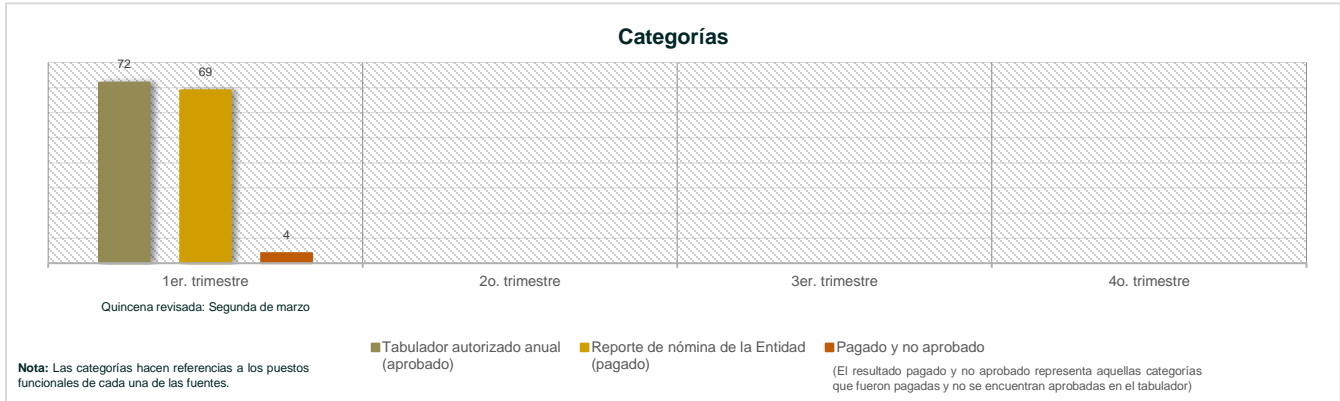 Categorías
72
69
4
1er. trimestre
2o. trimestre
3er. trimestre
4o. trimestre
Quincena revisada: Segunda de marzo
Tabulador autorizado anual
(aprobado)
Reporte de nómina de la Entidad
(pagado)
Pagado y no aprobado
(El resultado pagado y no aprobado representa aquellas categorías
que fueron pagadas y no se encuentran aprobadas en el tabulador)
Nota: Las categorías hacen referencias a los puestos
funcionales de cada una de las fuentes.